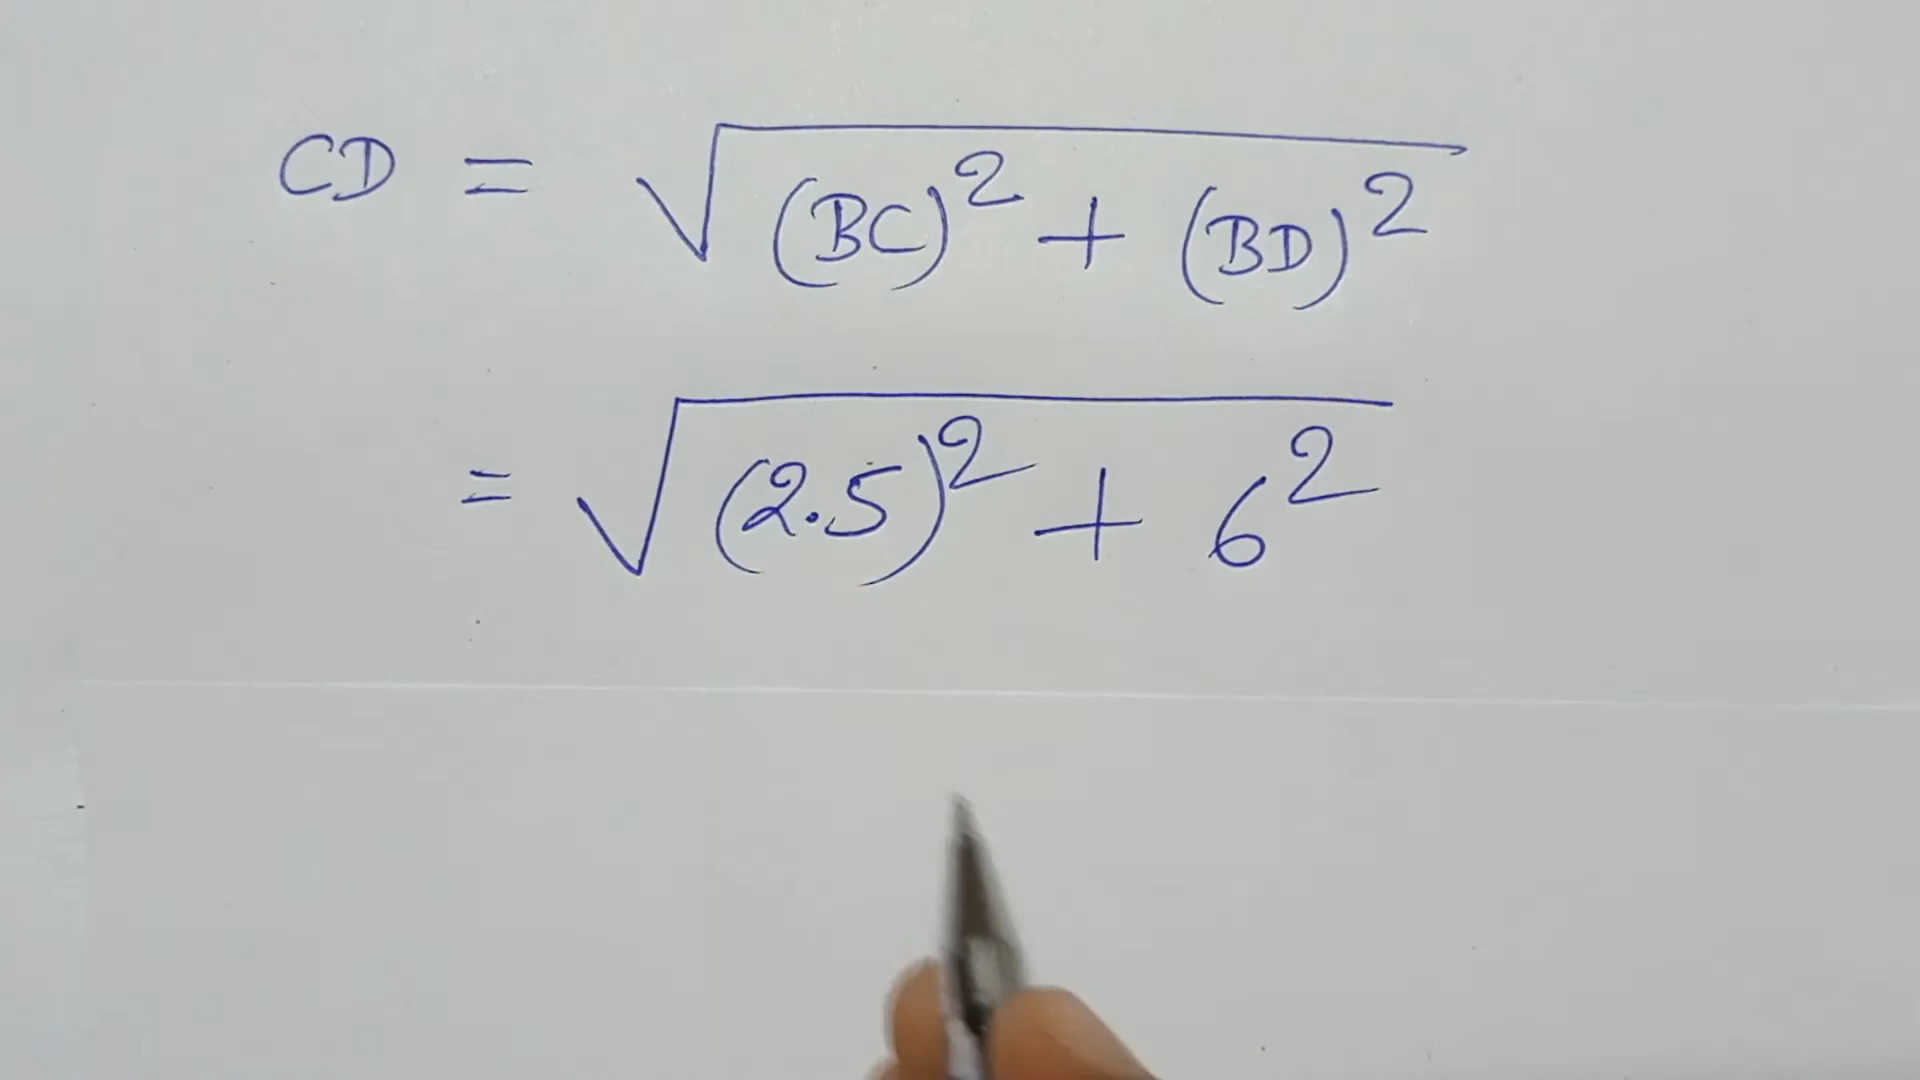 CD = √((BC)² + (BD)²)
= √((2.5)² + 6²)